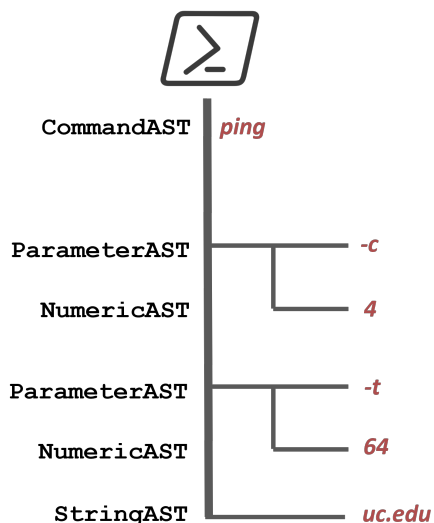 CommandAST ping
ParameterAST -c
NumericAST 4
ParameterAST -t
NumericAST 64
StringAST uc.edu